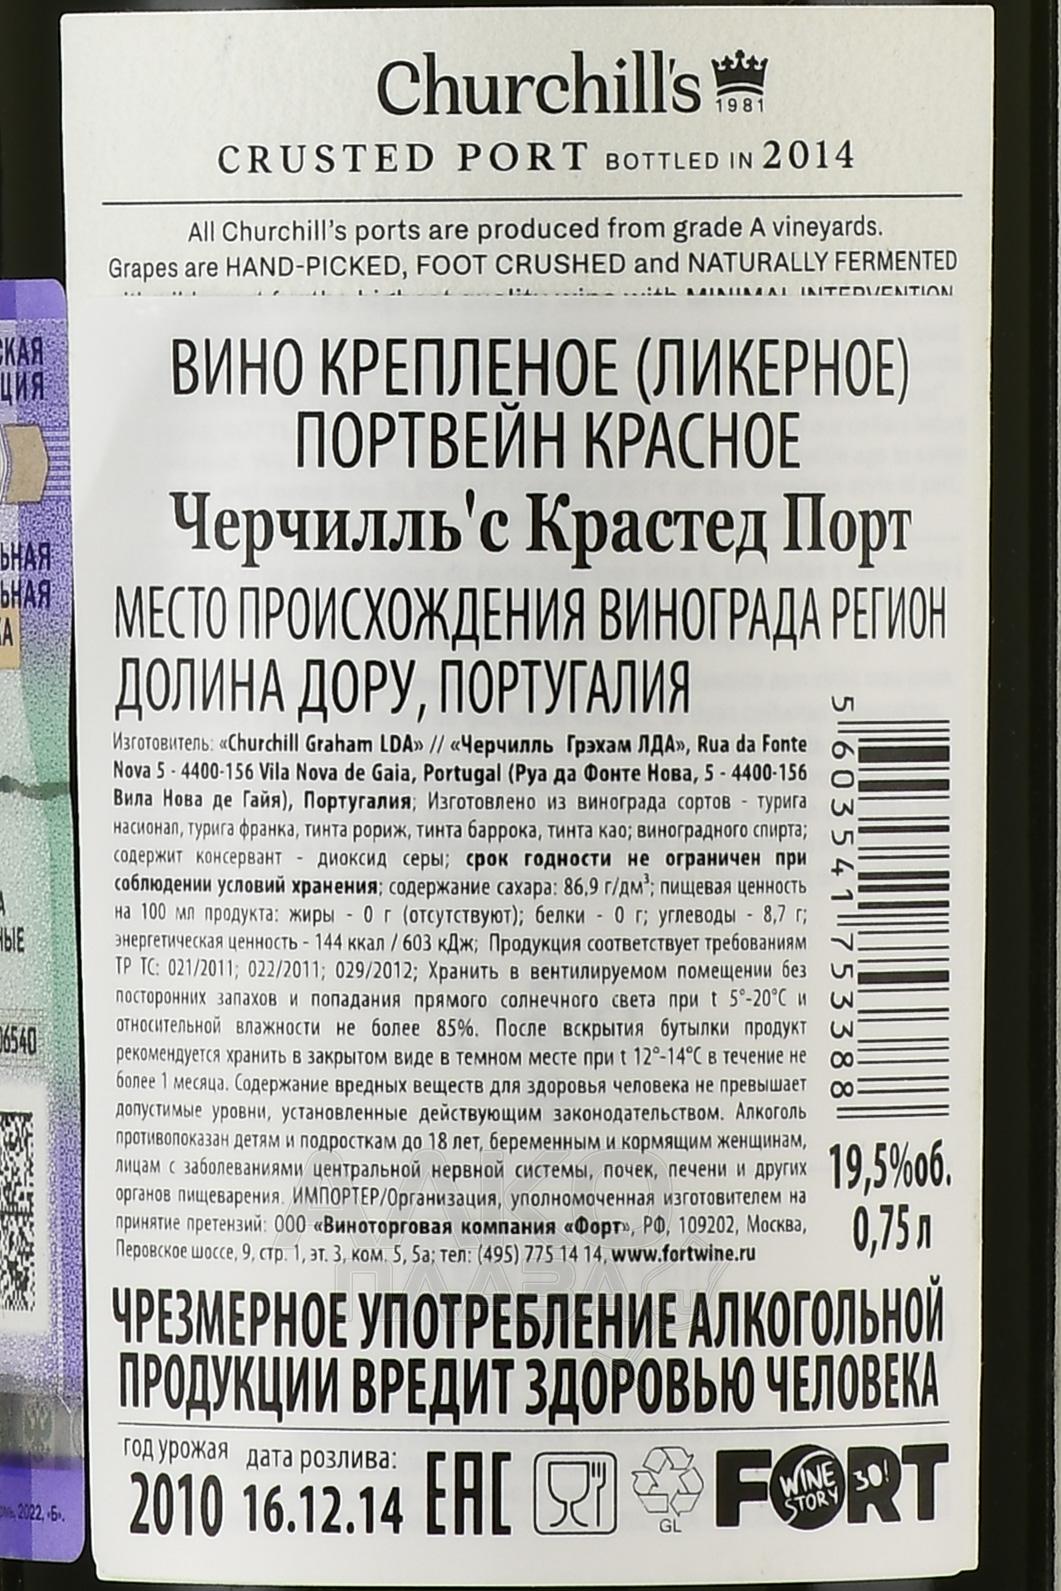 Churchill's
1981
CRUSTED PORT BOTTLED IN 2014
All Churchill's ports are produced from grade A vineyards.
Grapes are HAND-PICKED, FOOT CRUSHED and NATURALLY FERMENTED
MINIMAL INTERVENTION
ВИНО КРЕПЛЕНОЕ (ЛИКЕРНОЕ)
ПОРТВЕЙН КРАСНОЕ
Черчилль'с Крастед Порт
МЕСТО ПРОИСХОЖДЕНИЯ ВИНОГРАДА РЕГИОН
ДОЛИНА ДОРУ, ПОРТУГАЛИЯ
Изготовитель: «Churchill Graham LDA» // «Черчилль Грэхам ЛДА», Rua da Fonte
Nova 5 - 4400-156 Vila Nova de Gaia, Portugal (Руа да Фонте Нова, 5 - 4400-156
Вила Нова де Гайя), Португалия; Изготовлено из винограда сортов - турига
насионал, турига франка, тинта рориж, тинта баррока, тинта као; виноградного спирта;
содержит консервант - диоксид серы; срок годности не ограничен при
соблюдении условий хранения; содержание сахара: 86,9 г/дм³; пищевая ценность
на 100 мл продукта: жиры - 0 г (отсутствуют); белки - 0 г; углеводы - 8,7 г;
энергетическая ценность - 144 ккал / 603 кДж; Продукция соответствует требованиям
ТР ТС: 021/2011; 022/2011; 029/2012; Хранить в вентилируемом помещении без
посторонних запахов и попадания прямого солнечного света при t 5°-20°С и
относительной влажности не более 85%. После вскрытия бутылки продукт
рекомендуется хранить в закрытом виде в темном месте при t 12°-14°С в течение не
более 1 месяца. Содержание вредных веществ для здоровья человека не превышает
допустимые уровни, установленные действующим законодательством. Алкоголь
противопоказан детям и подросткам до 18 лет, беременным и кормящим женщинам,
лицам с заболеваниями центральной нервной системы, почек, печени и других
органов пищеварения. ИМПОРТЕР/Организация, уполномоченная изготовителем на
принятие претензий: ООО «Виноторговая компания «Форт», РФ, 109202, Москва,
Перовское шоссе, 9, стр. 1, эт. 3, ком. 5, 5а; тел: (495) 775 14 14, www.fortwine.ru
5 603541 753388
19,5%об.
0,75 л
ЧРЕЗМЕРНОЕ УПОТРЕБЛЕНИЕ АЛКОГОЛЬНОЙ
ПРОДУКЦИИ ВРЕДИТ ЗДОРОВЬЮ ЧЕЛОВЕКА
год урожая
2010
дата розлива:
16.12.14
EAC
GL
FORT
WINE STORY 30!
06540
2022, «Б».